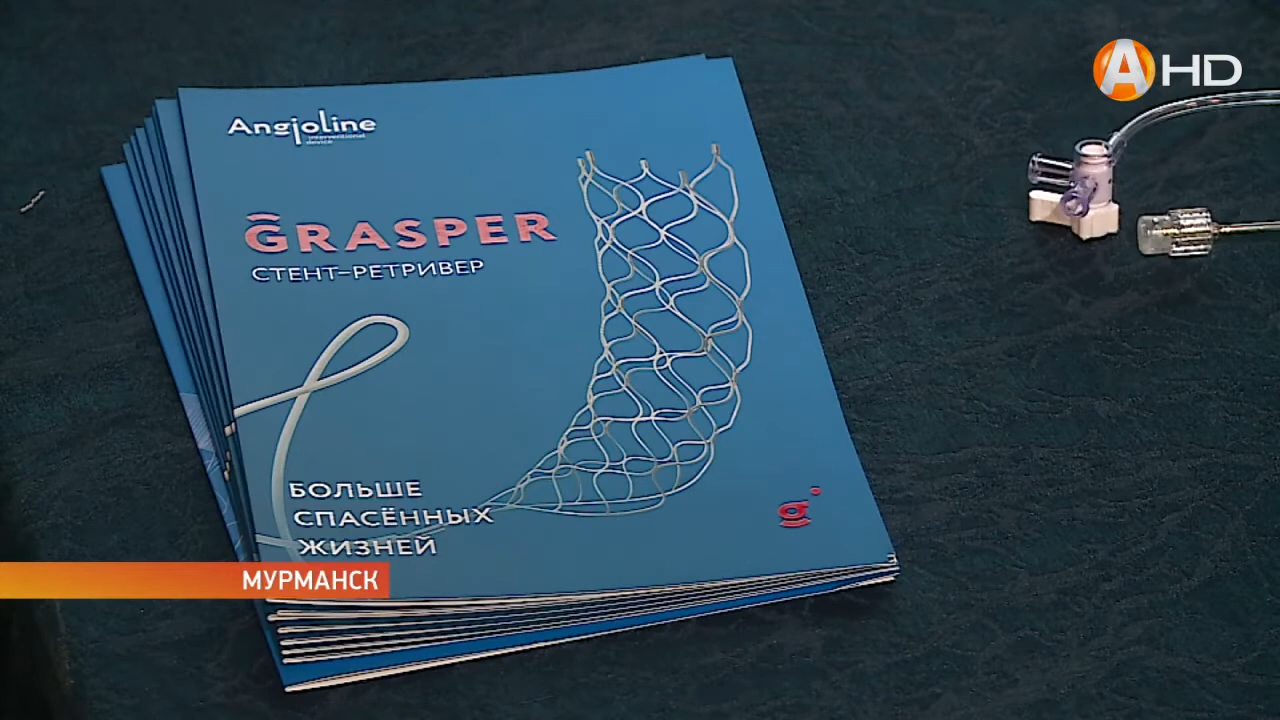 A HD
Angioline
interventional
device
GRASPER
СТЕНТ-РЕТРИВЕР
БОЛЬШЕ
СПАСЁННЫХ
ЖИЗНЕЙ
g
МУРМАНСК